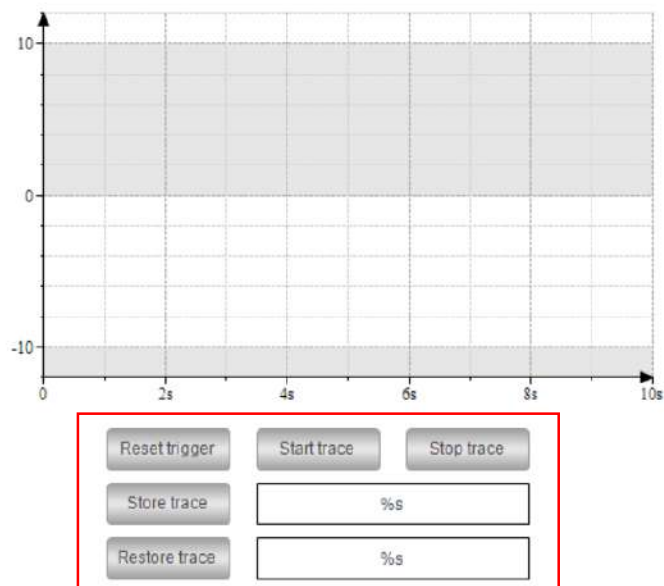 10
0
-10
0 2s 4s 6s 8s 10s
Reset trigger Start trace Stop trace
Store trace %s
Restore trace %s